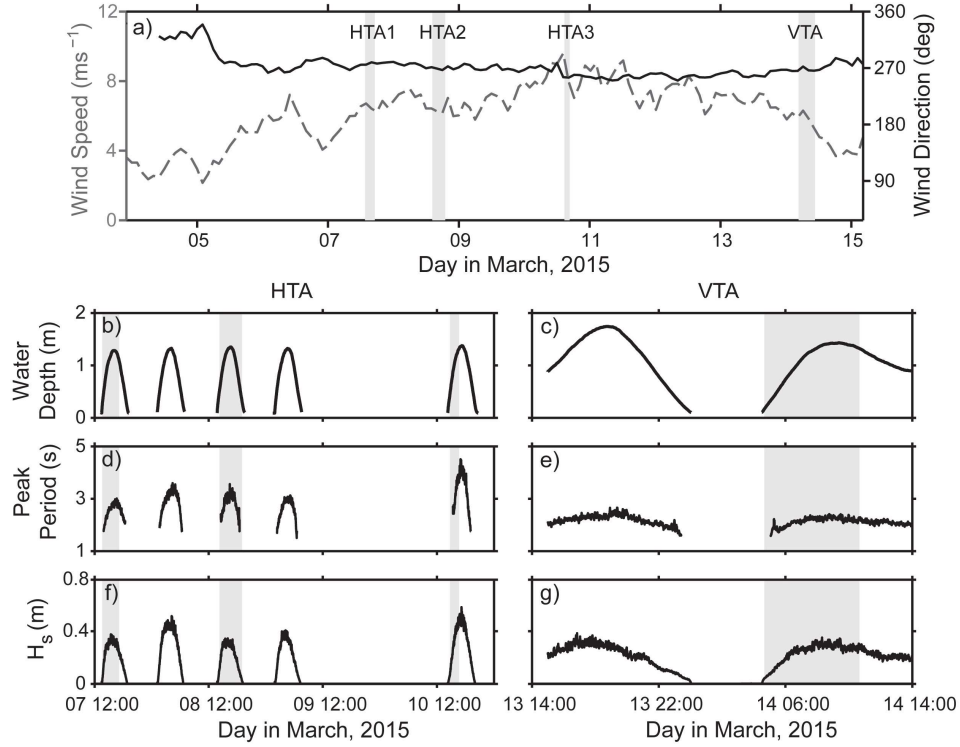 a)
HTA1 HTA2 HTA3 VTA
Wind Speed (ms⁻¹)
12
8
4
0
Wind Direction (deg)
360
270
180
90
05 07 09 11 13 15
Day in March, 2015
HTA VTA
Water
Depth (m)
2
1
0
b) c)
Peak
Period (s)
5
3
1
d) e)
Hₛ (m)
0.8
0.4
0
f) g)
07 12:00 08 12:00 09 12:00 10 12:00 13 14:00 13 22:00 14 06:00 14 14:00
Day in March, 2015 Day in March, 2015